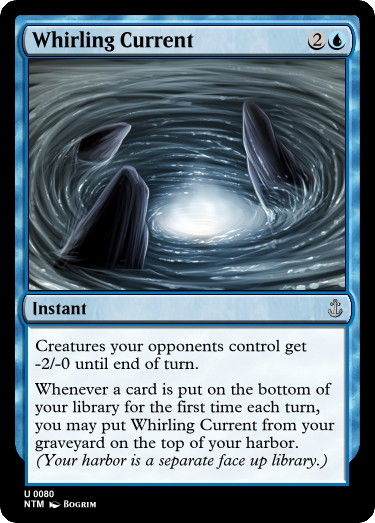 Whirling Current 2
Instant
Creatures your opponents control get
-2/-0 until end of turn.
Whenever a card is put on the bottom of
your library for the first time each turn,
you may put Whirling Current from your
graveyard on the top of your harbor.
(Your harbor is a separate face up library.)
U 0080
NTM Bogrim